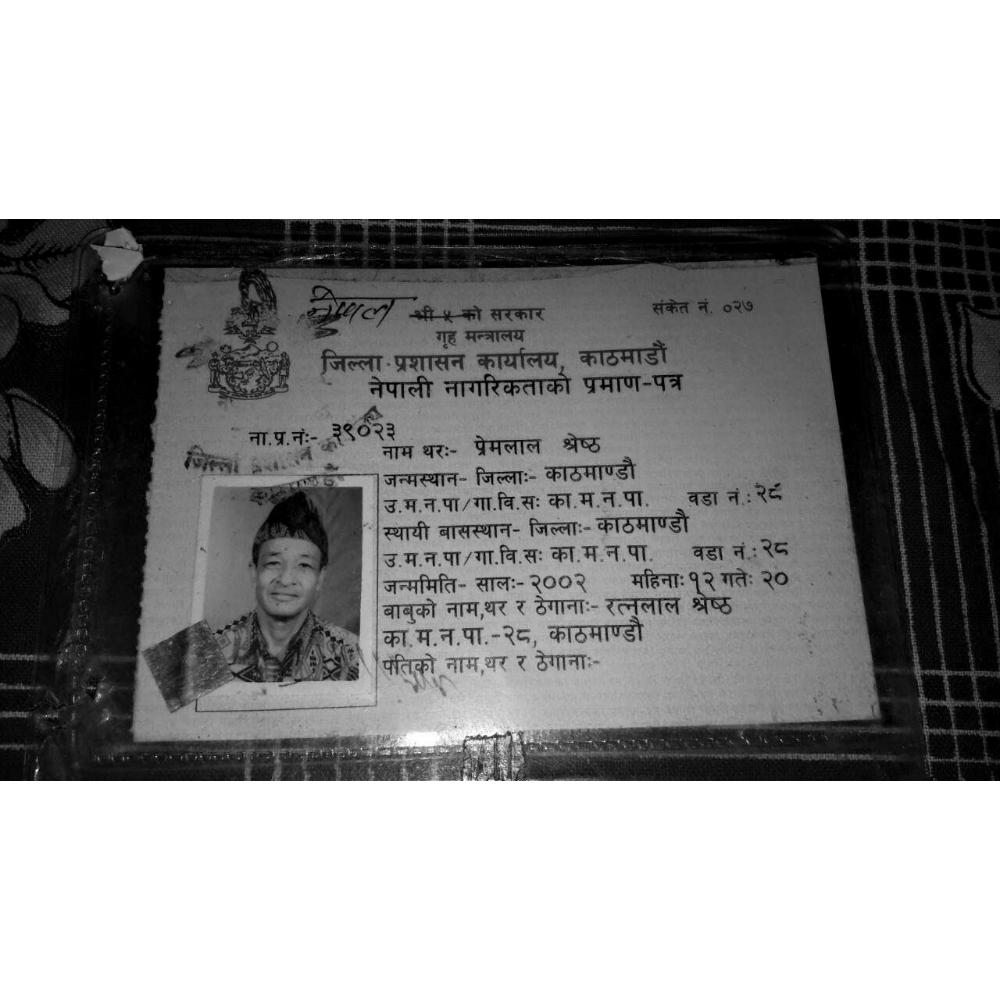 नेपाल श्री ५ को सरकार
संकेत नं. ०२७
गृह मन्त्रालय
जिल्ला प्रशासन कार्यालय, काठमाडौं
नेपाली नागरिकताको प्रमाण-पत्र
ना.प्र.नं:- ३९०२३
जिल्ला प्रशासन
नाम थर:- प्रेमलाल श्रेष्ठ
जन्मस्थान- जिल्ला:- काठमाण्डौ
उ.म.न.पा/गा.वि.स: का.म.न.पा. वडा नं.: २८
स्थायी बासस्थान- जिल्ला:- काठमाण्डौ
उ.म.न.पा/गा.वि.स: का.म.न.पा. वडा नं.: २८
जन्ममिति- साल:- २००२ महिना: १२ गते: २०
बाबुको नाम,थर र ठेगाना:- रत्नलाल श्रेष्ठ
का.म.न.पा.-२८, काठमाण्डौ
पतिको नाम,थर र ठेगाना:-